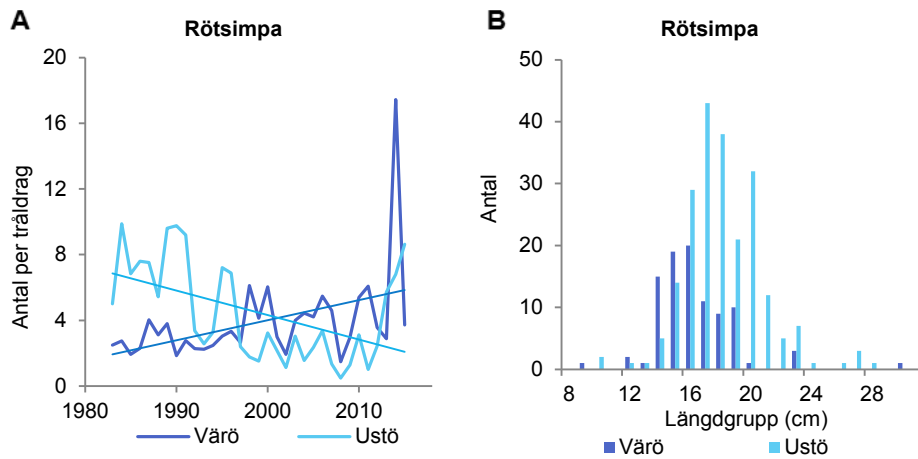 A
Rötsimpa
Antal per tråldrag
20
16
12
8
4
0
1980
1990
2000
2010
Värö
Ustö
B
Rötsimpa
Antal
50
40
30
20
10
0
8
12
16
20
24
28
Längdgrupp (cm)
Värö
Ustö